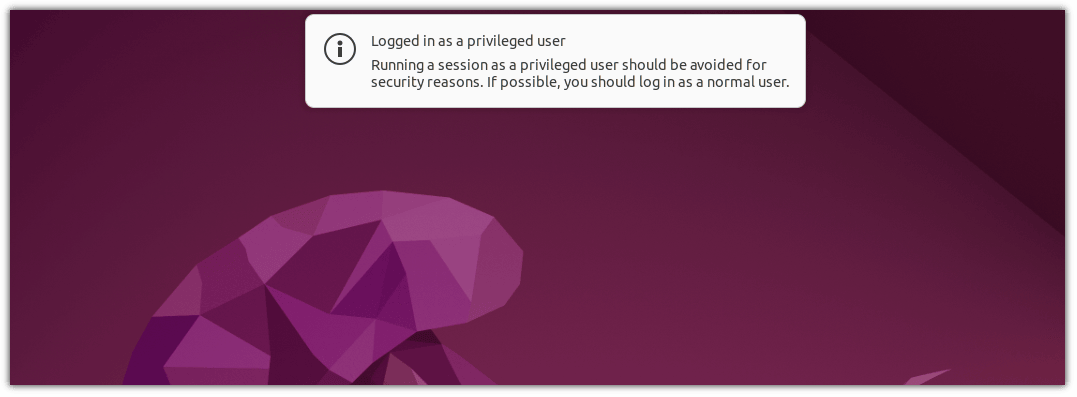 Logged in as a privileged user
Running a session as a privileged user should be avoided for
security reasons. If possible, you should log in as a normal user.